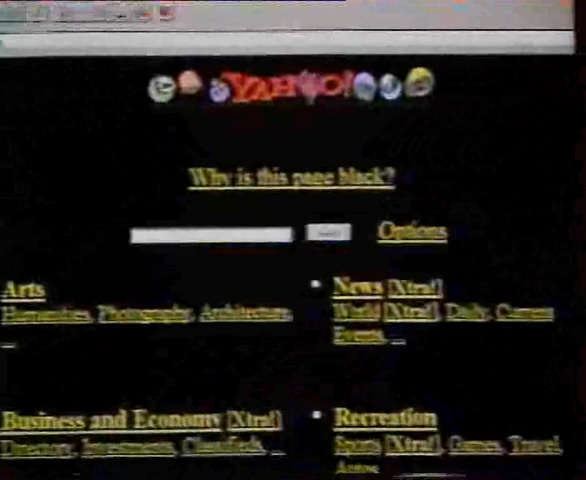 YAHOO!
Why is this page black?
Options
Arts
Humanities, Photography, Architecture,
...
News [Xtra!]
World [Xtra!], Daily, Current
Events, ...
Business and Economy [Xtra!]
Directory, Investments, Classifieds, ...
Recreation
Sports [Xtra!], Games, Travel,
Autos,